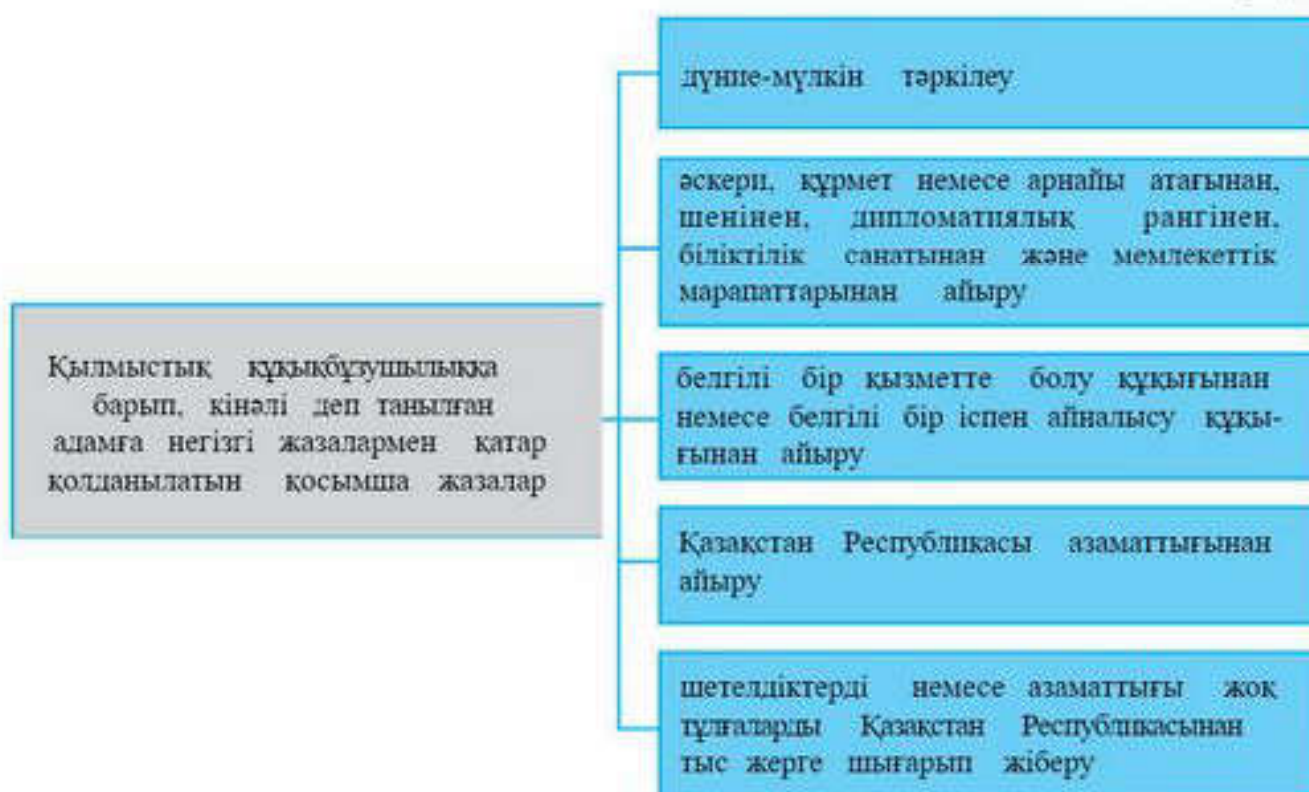 Қылмыстық құқықбұзушылыққа
барып, кінәлі деп танылған
адамға негізгі жазалармен қатар
қолданылатын қосымша жазалар
дүние-мүлкін тәркілеу
әскери, құрмет немесе арнайы атағынан,
шенінен, дипломатиялық рангінен,
біліктілік санатынан және мемлекеттік
марапаттарынан айыру
белгілі бір қызметте болу құқығынан
немесе белгілі бір іспен айналысу құқы-
ғынан айыру
Қазақстан Республикасы азаматтығынан
айыру
шетелдіктерді немесе азаматтығы жоқ
тұлғаларды Қазақстан Республикасынан
тыс жерге шығарып жіберу